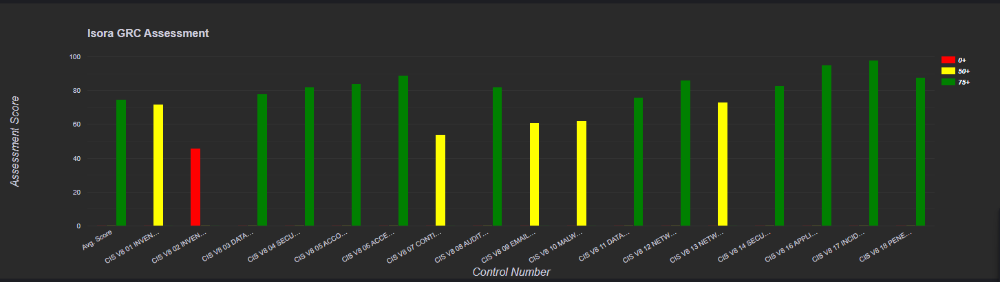 Isora GRC Assessment
Assessment Score
100
80
60
40
20
0
0+
50+
75+
Avg. Score
CIS V8 01 INVEN…
CIS V8 02 INVEN…
CIS V8 03 DATA…
CIS V8 04 SECU…
CIS V8 05 ACCO…
CIS V8 06 ACCE…
CIS V8 07 CONTI…
CIS V8 08 AUDIT…
CIS V8 09 EMAIL…
CIS V8 10 MALW…
CIS V8 11 DATA…
CIS V8 12 NETW…
CIS V8 13 NETW…
CIS V8 14 SECU…
CIS V8 16 APPLI…
CIS V8 17 INCID…
CIS V8 18 PENE…
Control Number